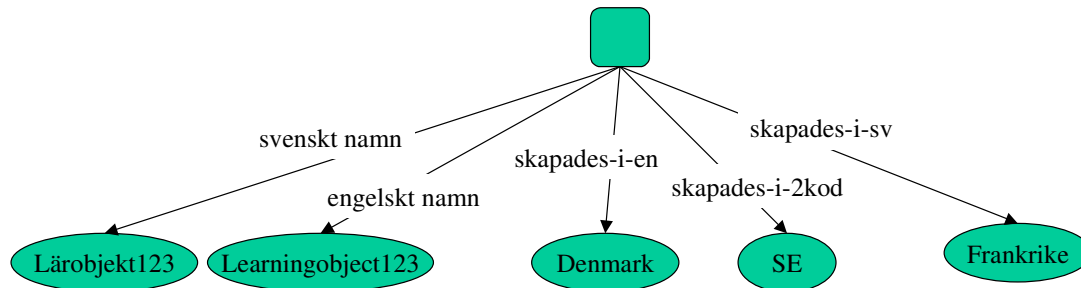 skapades-i-sv
svenskt namn
skapades-i-en
skapades-i-2kod
engelskt namn
Lärobjekt123
Learningobject123
Denmark
SE
Frankrike